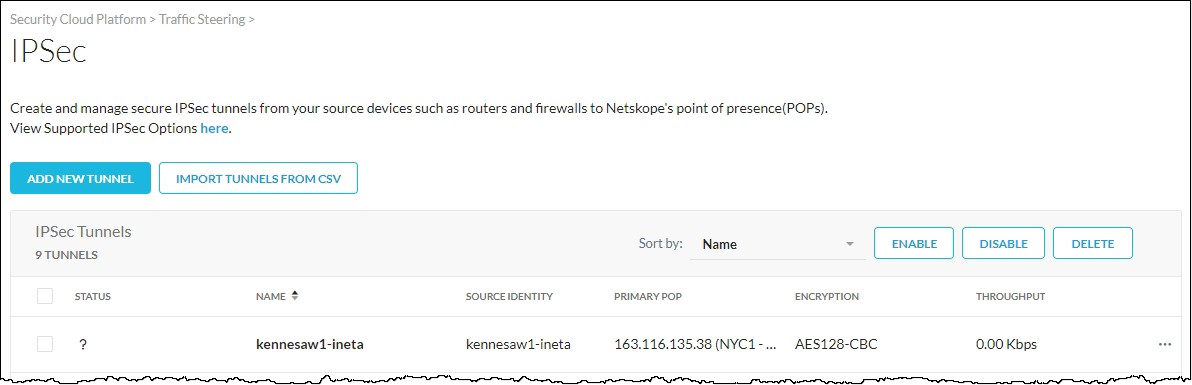 Security Cloud Platform > Traffic Steering >
IPSec
Create and manage secure IPSec tunnels from your source devices such as routers and firewalls to Netskope's point of presence(POPs).
View Supported IPSec Options here.
ADD NEW TUNNEL IMPORT TUNNELS FROM CSV
IPSec Tunnels
9 TUNNELS
Sort by: Name ENABLE DISABLE DELETE
STATUS NAME SOURCE IDENTITY PRIMARY POP ENCRYPTION THROUGHPUT
? kennesaw1-ineta kennesaw1-ineta 163.116.135.38 (NYC1 - ... AES128-CBC 0.00 Kbps ...